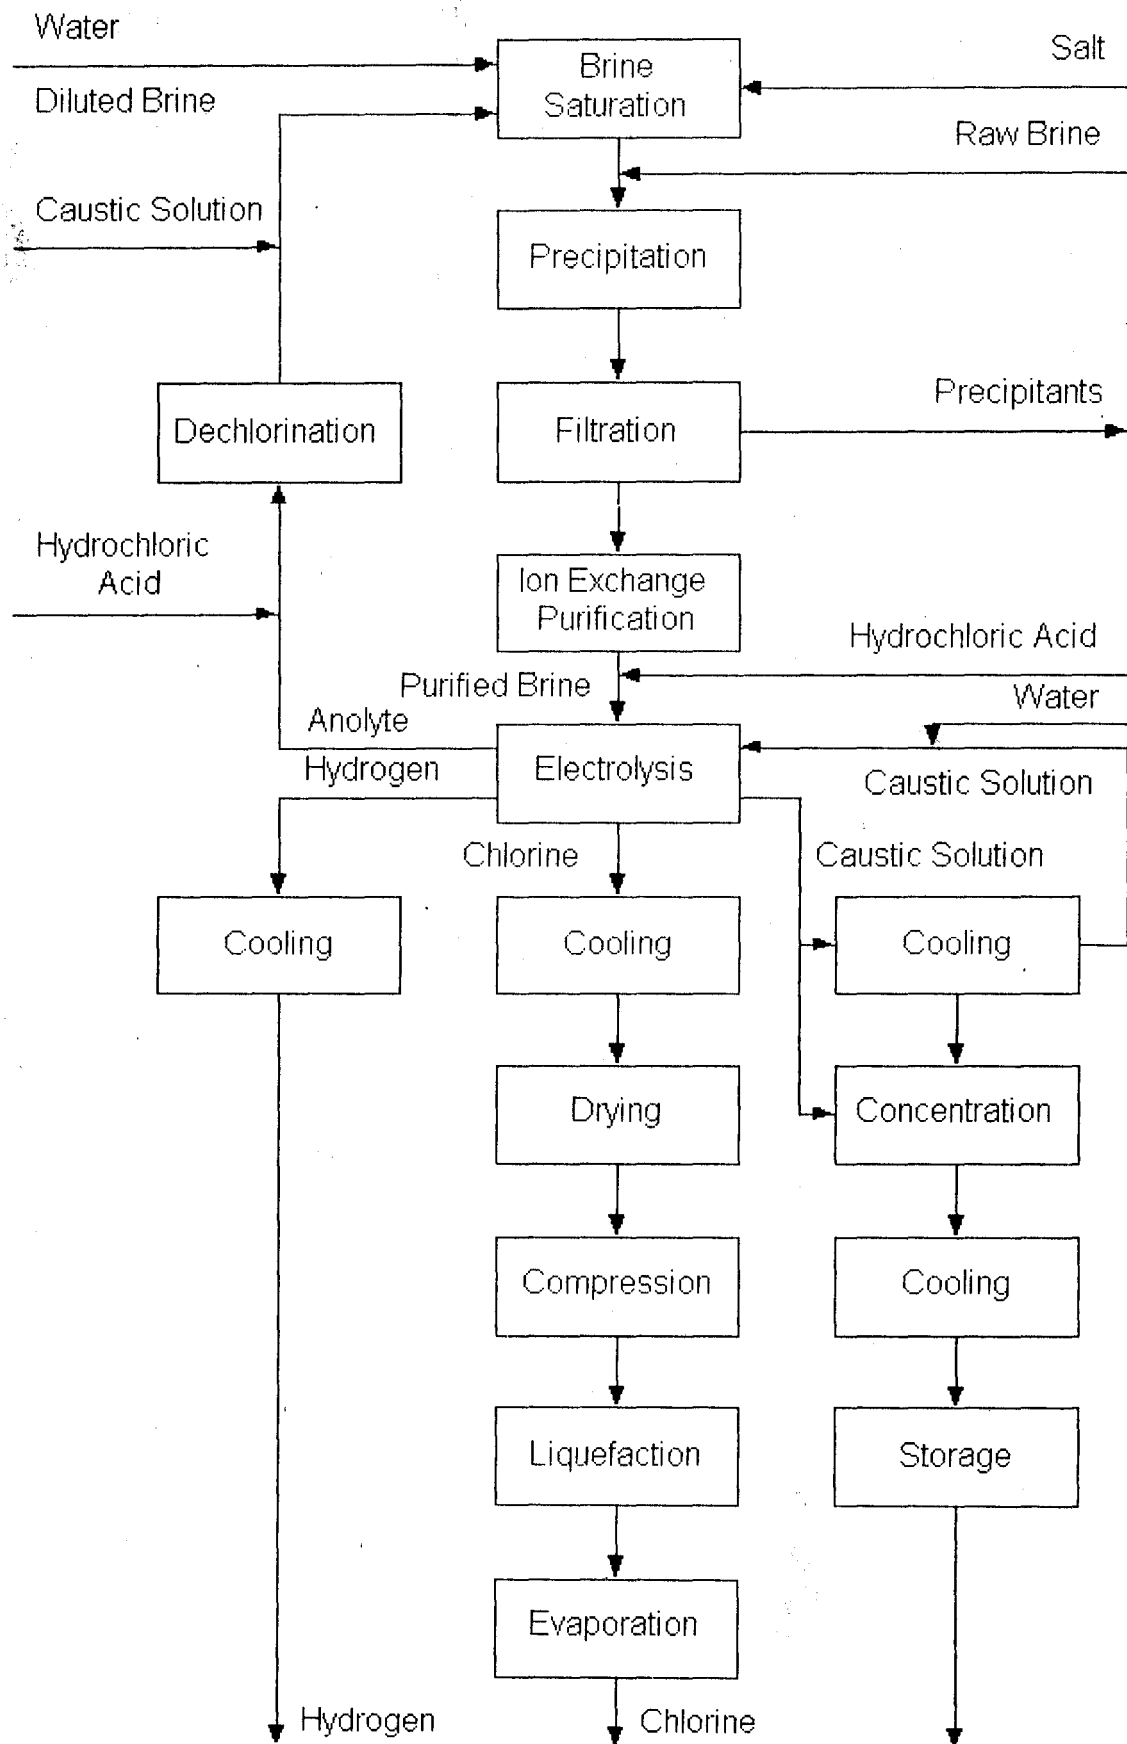 Water
Brine
Saturation
Salt
Diluted Brine
Raw Brine
Caustic Solution
Precipitation
Dechlorination
Filtration
Precipitants
Hydrochloric
Acid
Ion Exchange
Purification
Hydrochloric Acid
Purified Brine
Water
Anolyte
Hydrogen
Electrolysis
Caustic Solution
Chlorine
Caustic Solution
Cooling
Cooling
Cooling
Drying
Concentration
Compression
Cooling
Liquefaction
Storage
Evaporation
Hydrogen
Chlorine